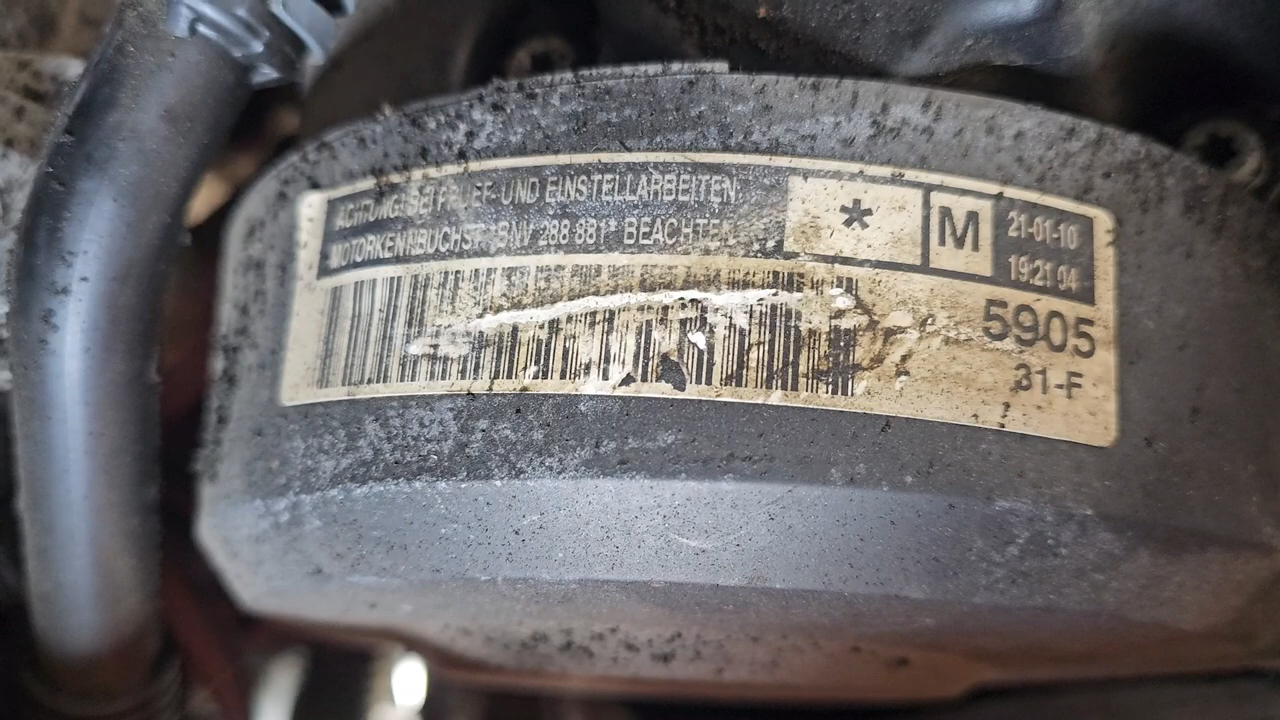 ACHTUNG! BEI PRUEF- UND EINSTELLARBEITEN
MOTORKENNBUCHST. BNV 288 881* BEACHTEN
*
M
21-01-10
19:21 04
5905
31-F